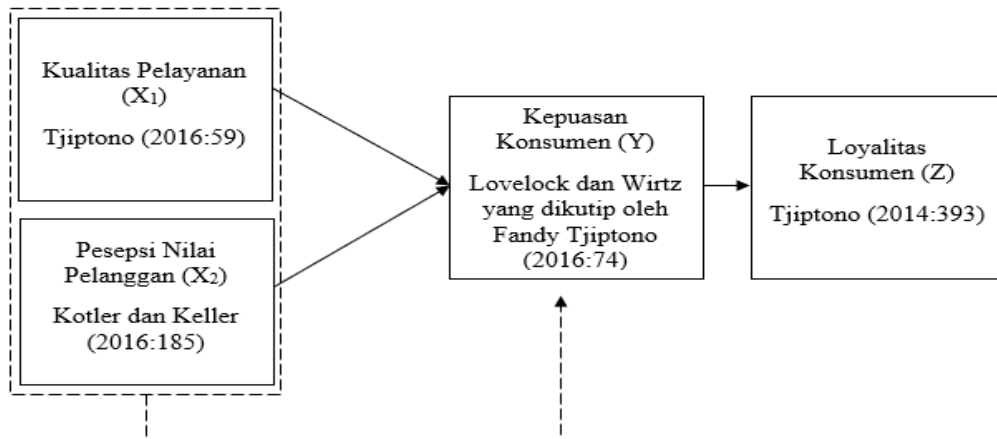 Kualitas Pelayanan
(X₁)
Tjiptono (2016:59)
Pesepsi Nilai
Pelanggan (X₂)
Kotler dan Keller
(2016:185)
Kepuasan
Konsumen (Y)
Lovelock dan Wirtz
yang dikutip oleh
Fandy Tjiptono
(2016:74)
Loyalitas
Konsumen (Z)
Tjiptono (2014:393)